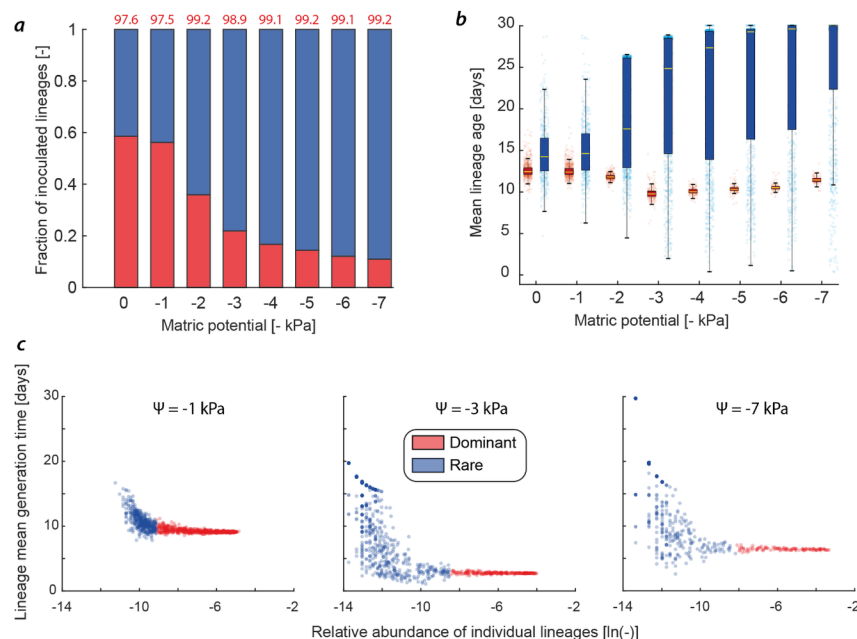 a
97.6 97.5 99.2 98.9 99.1 99.2 99.1 99.2
Fraction of inoculated lineages [-]
1
0.8
0.6
0.4
0.2
0
0 -1 -2 -3 -4 -5 -6 -7
Matric potential [- kPa]
b
Mean lineage age [days]
30
25
20
15
10
5
0
0 -1 -2 -3 -4 -5 -6 -7
Matric potential [- kPa]
c
Lineage mean generation time [days]
30
20
10
0
Ψ = -1 kPa
Ψ = -3 kPa
Ψ = -7 kPa
Dominant
Rare
-14 -10 -6 -2
-14 -10 -6 -2
-14 -10 -6 -2
Relative abundance of individual lineages [ln(-)]